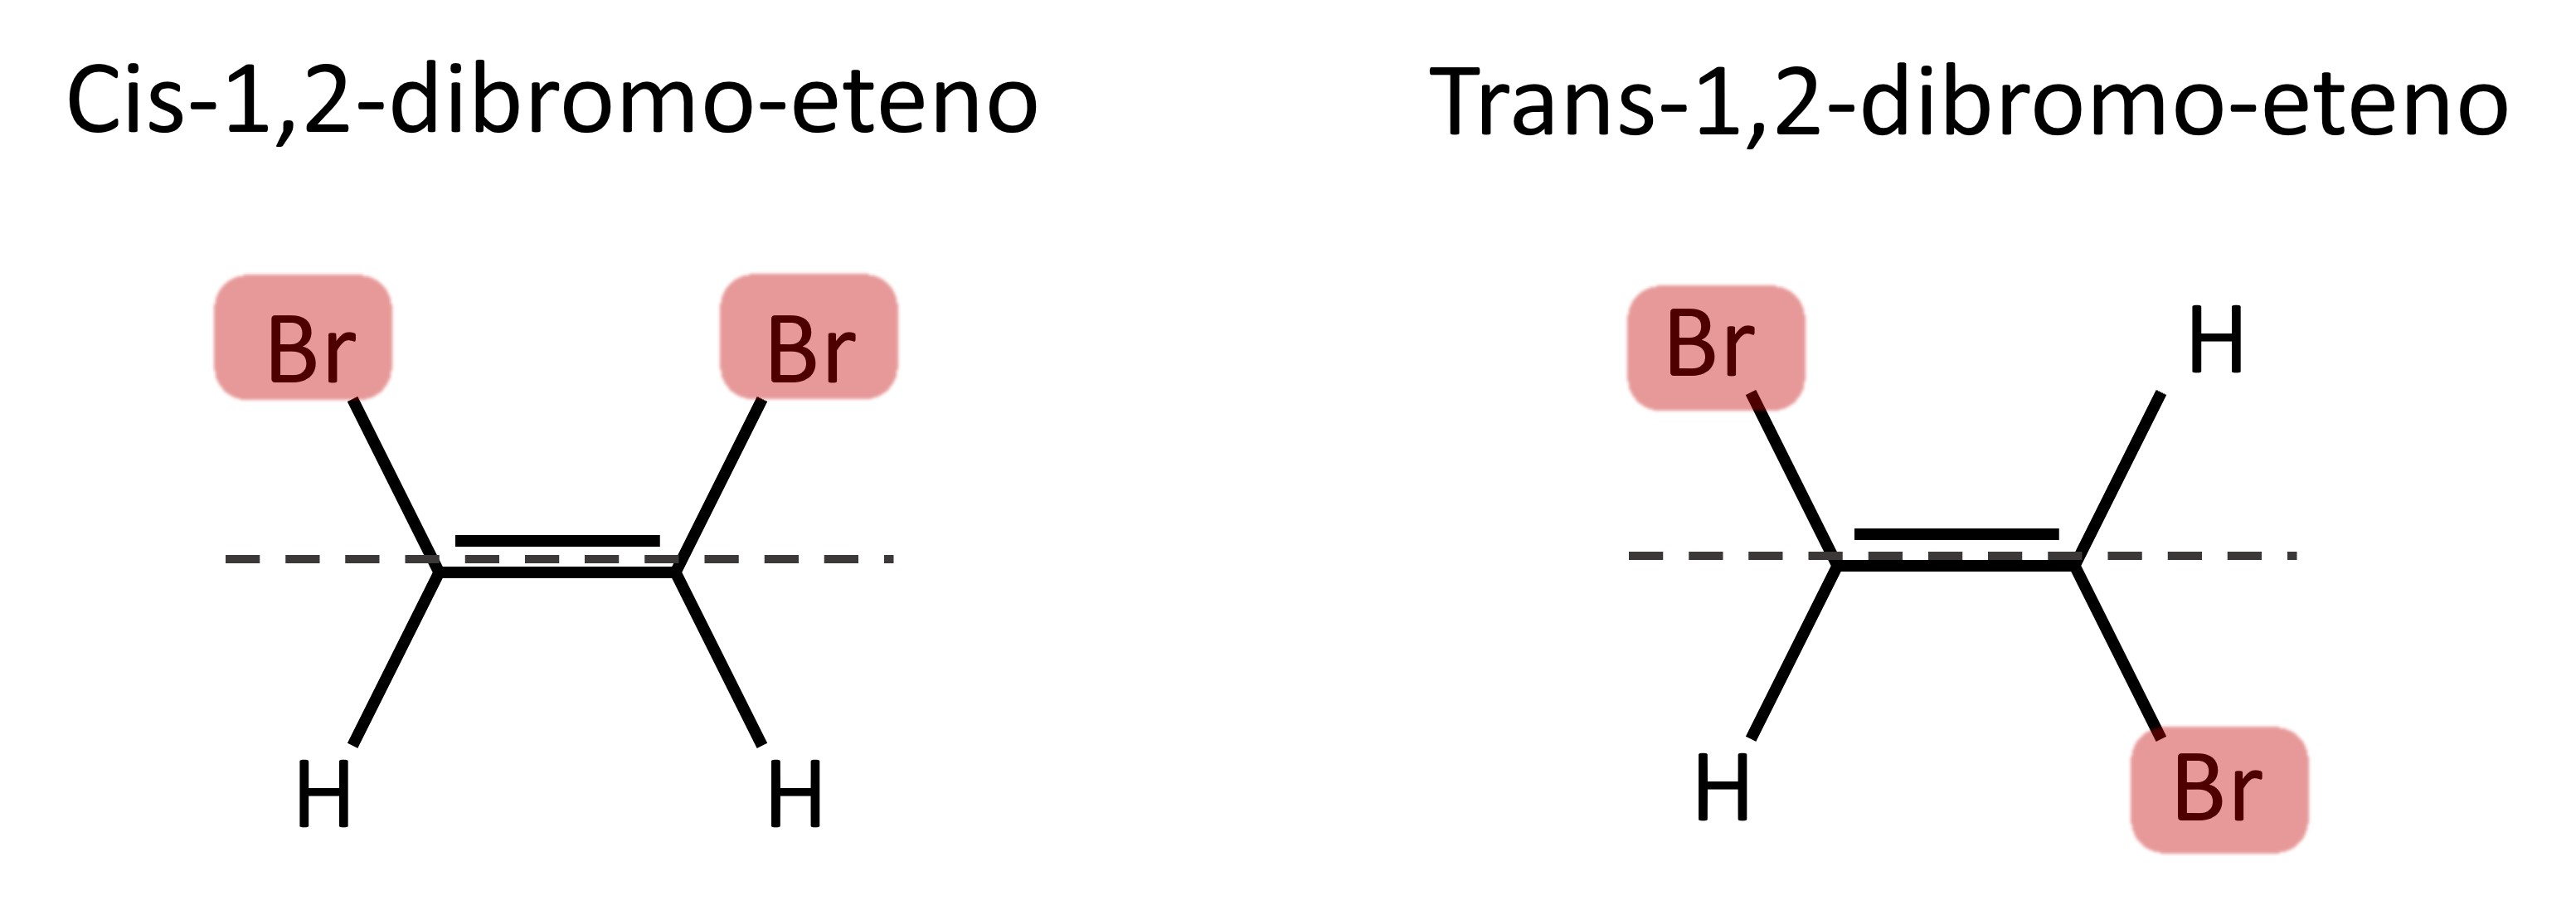 Cis-1,2-dibromo-eteno
Trans-1,2-dibromo-eteno
Br Br
H H
Br H
H Br